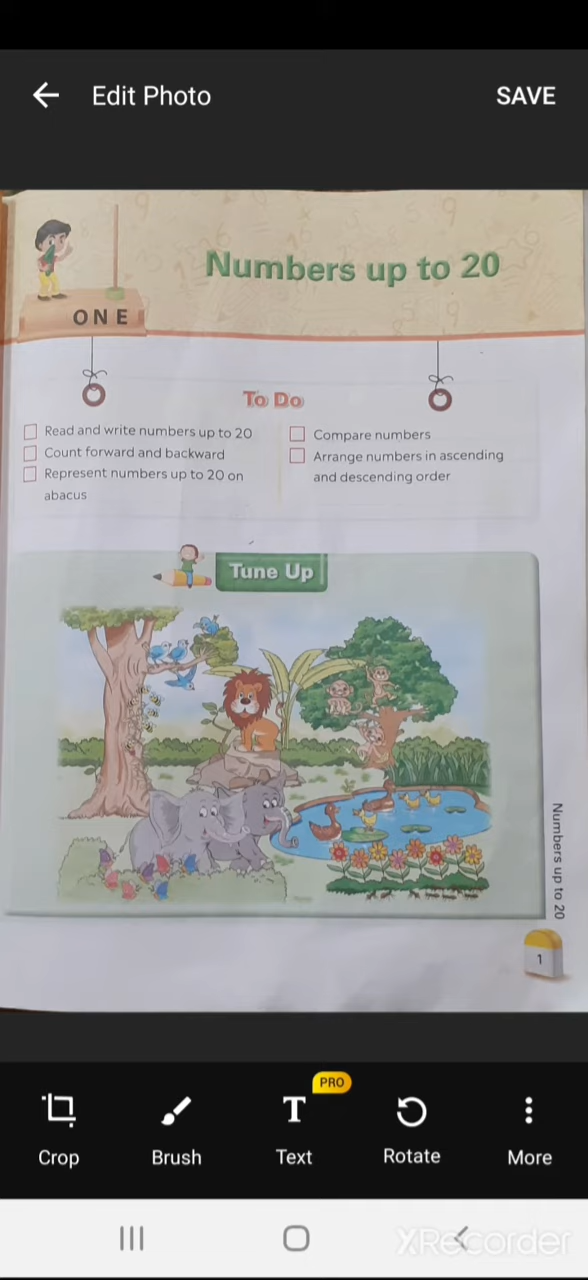 Edit Photo
SAVE
Numbers up to 20
ONE
To Do
Read and write numbers up to 20
Count forward and backward
Represent numbers up to 20 on
abacus
Compare numbers
Arrange numbers in ascending
and descending order
Tune Up
Numbers up to 20
1
PRO
Crop
Brush
Text
Rotate
More
XRecorder